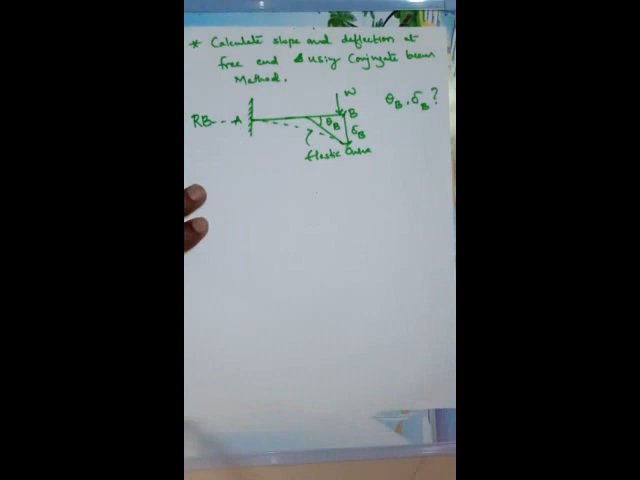 * Calculate slope and deflection at
free end using Conjugate beam
Method.
W
θB, δB?
RB A B
θB δB
Elastic Curve